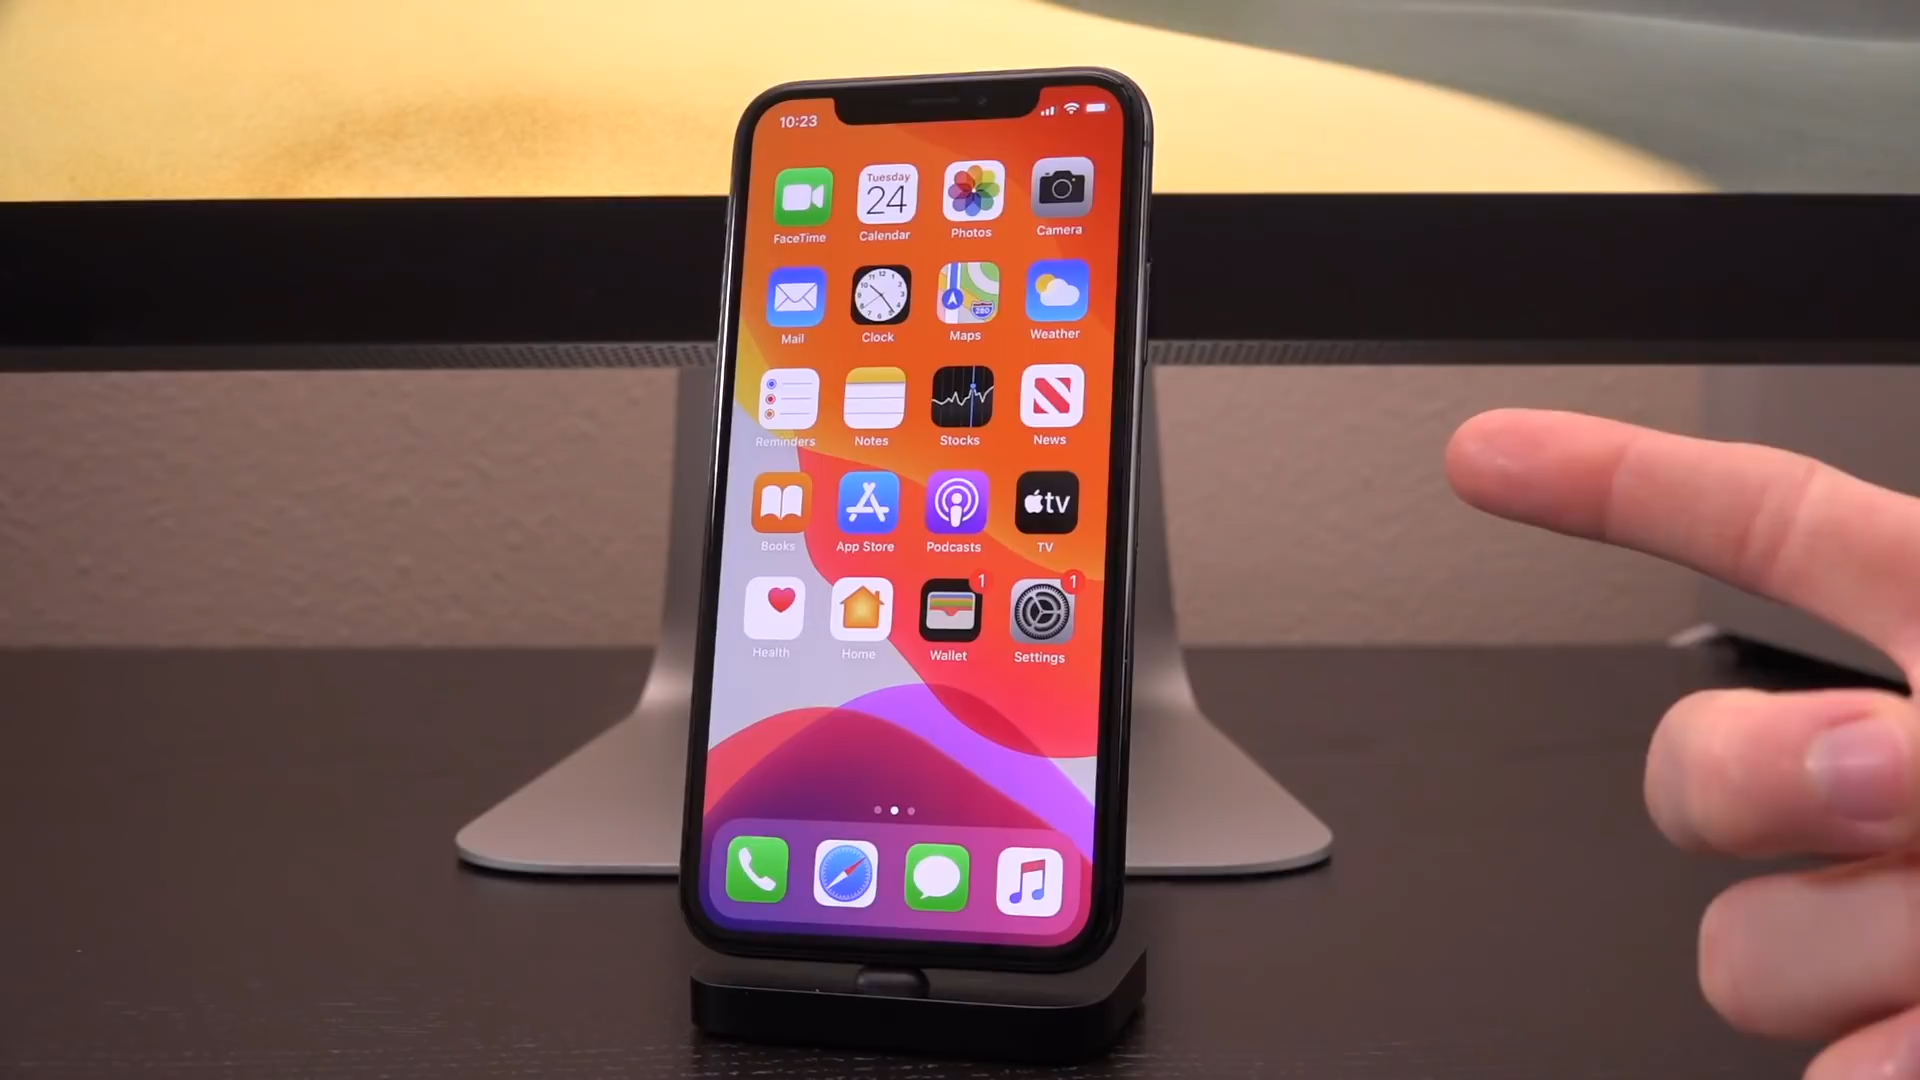 10:23
Tuesday
24
FaceTime
Calendar
Photos
Camera
280
Mail
Clock
Maps
Weather
Reminders
Notes
Stocks
News
tv
Books
App Store
Podcasts
TV
1
1
Health
Home
Wallet
Settings